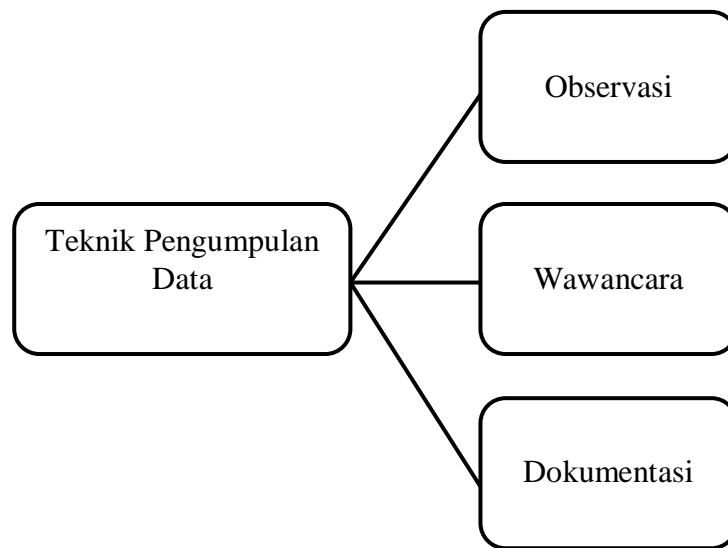 Observasi
Teknik Pengumpulan
Data
Wawancara
Dokumentasi